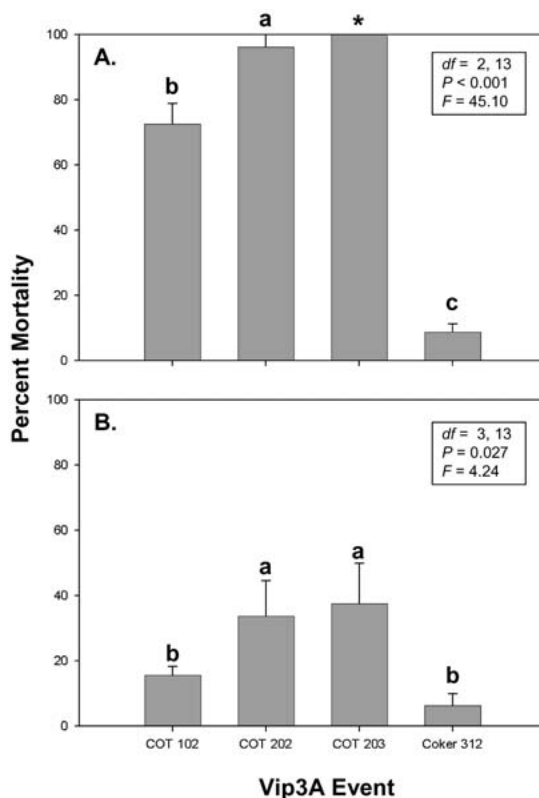 a
*
100
A.
df = 2, 13
P < 0.001
F = 45.10
b
80
60
40
20
c
0
Percent Mortality
B.
100
df = 3, 13
P = 0.027
F = 4.24
80
60
a
a
40
20
b
b
0
COT 102
COT 202
COT 203
Coker 312
Vip3A Event